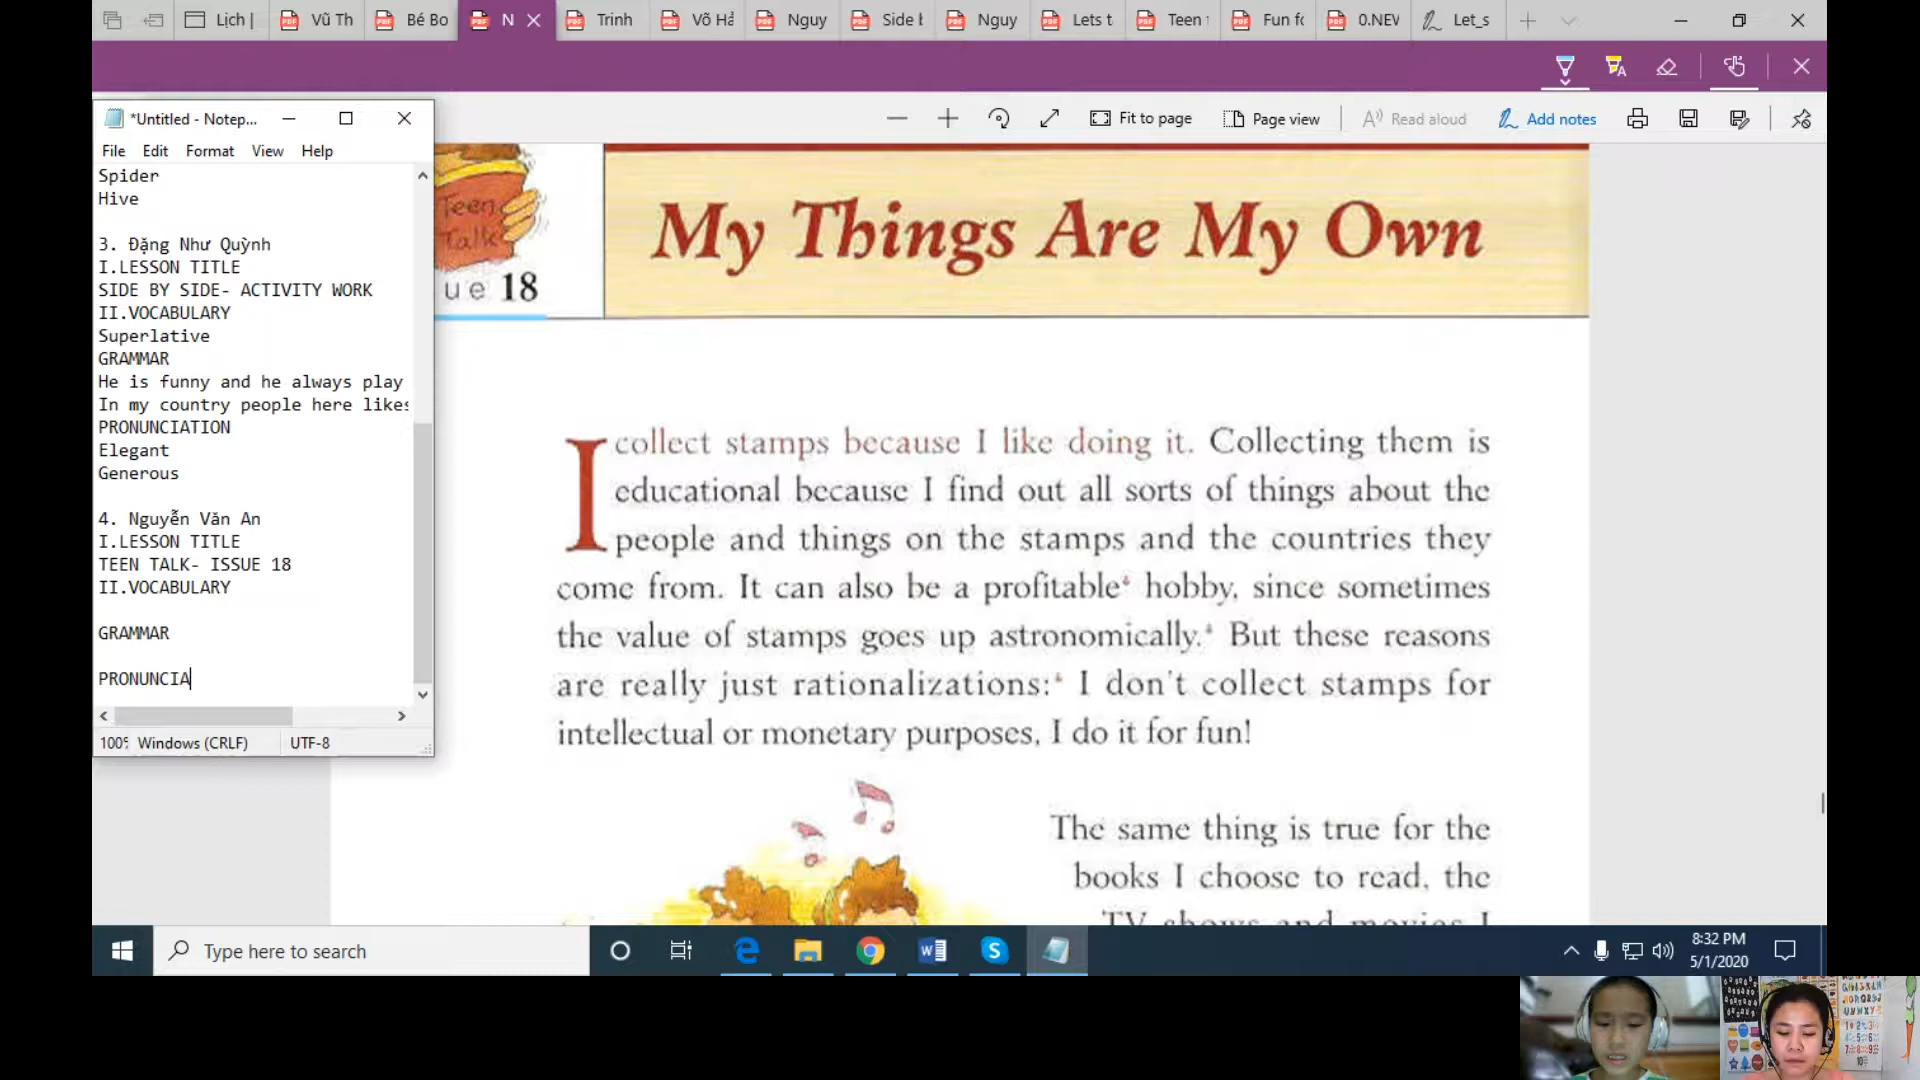 Lịch |
Vũ Th
Bé Bo
N
Trinh
Võ Hả
Nguy
Side b
Nguy
Lets t
Teen t
Fun fo
0.NEV
Let_s
*Untitled - Notep...
File Edit Format View Help
Spider
Hive
3. Đặng Như Quỳnh
I.LESSON TITLE
SIDE BY SIDE- ACTIVITY WORK
II.VOCABULARY
Superlative
GRAMMAR
He is funny and he always play
In my country people here likes
PRONUNCIATION
Elegant
Generous
4. Nguyễn Văn An
I.LESSON TITLE
TEEN TALK- ISSUE 18
II.VOCABULARY
GRAMMAR
PRONUNCIA
100% Windows (CRLF) UTF-8
Fit to page
Page view
Read aloud
Add notes
Teen
Talk
ue 18
My Things Are My Own
I collect stamps because I like doing it. Collecting them is
educational because I find out all sorts of things about the
people and things on the stamps and the countries they
come from. It can also be a profitable* hobby, since sometimes
the value of stamps goes up astronomically.* But these reasons
are really just rationalizations:* I don't collect stamps for
intellectual or monetary purposes, I do it for fun!
The same thing is true for the
books I choose to read, the
TV shows and movies I
Type here to search
8:32 PM
5/1/2020